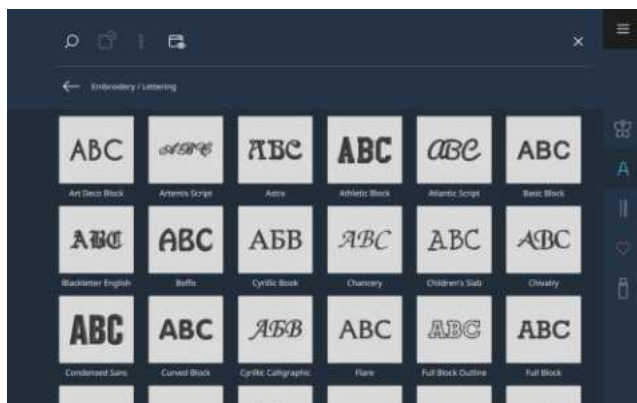 Embroidery / Lettering
ABC ABC ABC ABC ABC ABC
Art Deco Block Artemis Script Astro Athletic Block Atlantic Script Basic Block
ABC ABC АБВ ABC ABC ABC
Blackletter English Boffis Cyrillic Book Chancery Children's Slab Chivalry
ABC ABC АБВ ABC ABC ABC
Condensed Sans Curved Block Cyrillic Calligraphic Flare Full Block Outline Full Block
A